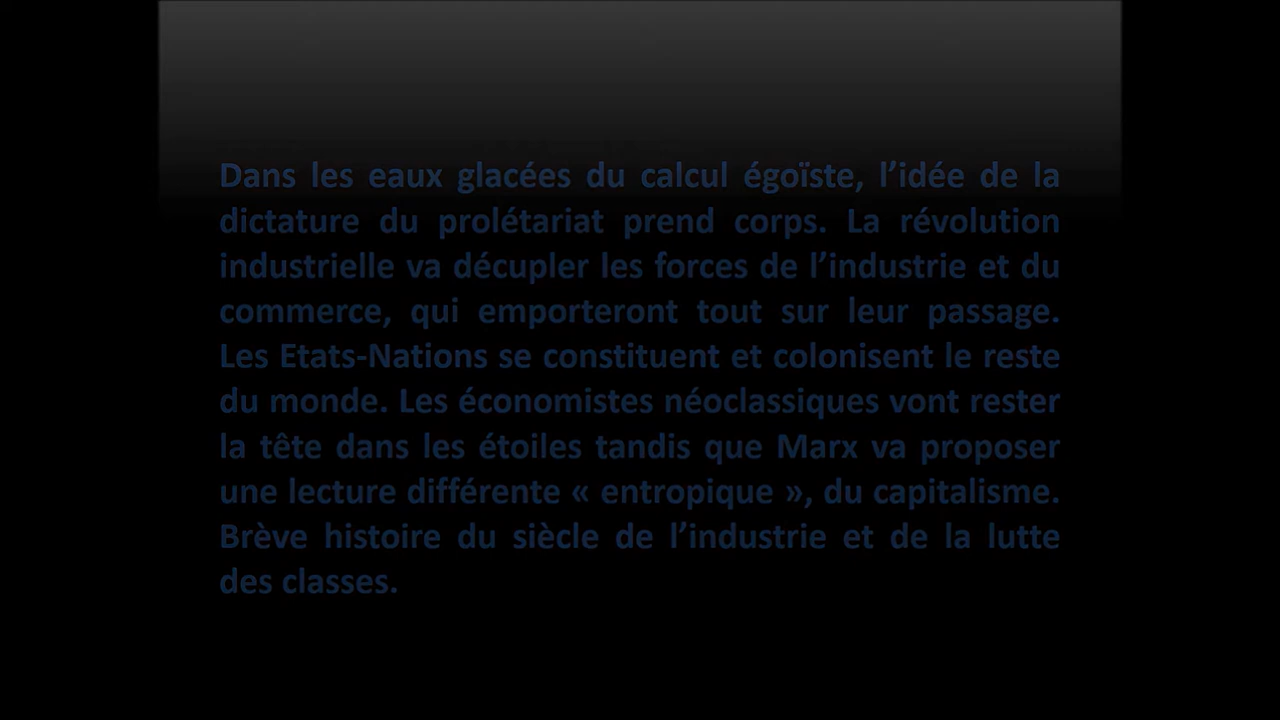 Dans les eaux glacées du calcul égoïste, l’idée de la
dictature du prolétariat prend corps. La révolution
industrielle va décupler les forces de l’industrie et du
commerce, qui emporteront tout sur leur passage.
Les Etats-Nations se constituent et colonisent le reste
du monde. Les économistes néoclassiques vont rester
la tête dans les étoiles tandis que Marx va proposer
une lecture différente « entropique », du capitalisme.
Brève histoire du siècle de l’industrie et de la lutte
des classes.